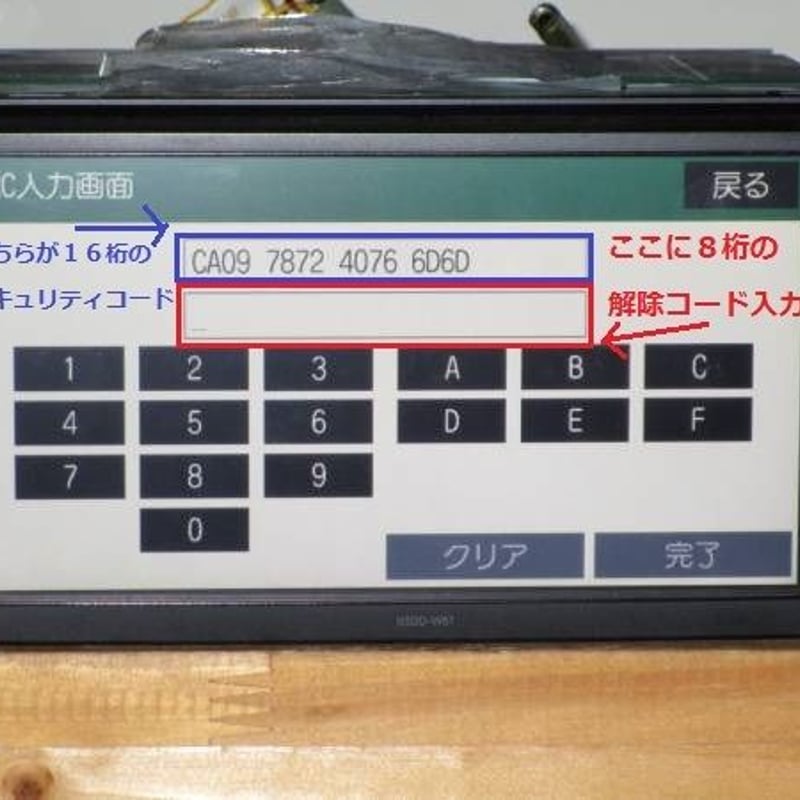 C入力画面
戻る
ちらが16桁の
CA09 7872 4076 6D6D
ここに8桁の
キュリティコード
解除コード入力
_
1 2 3 A B C
4 5 6 D E F
7 8 9
0
クリア 完了